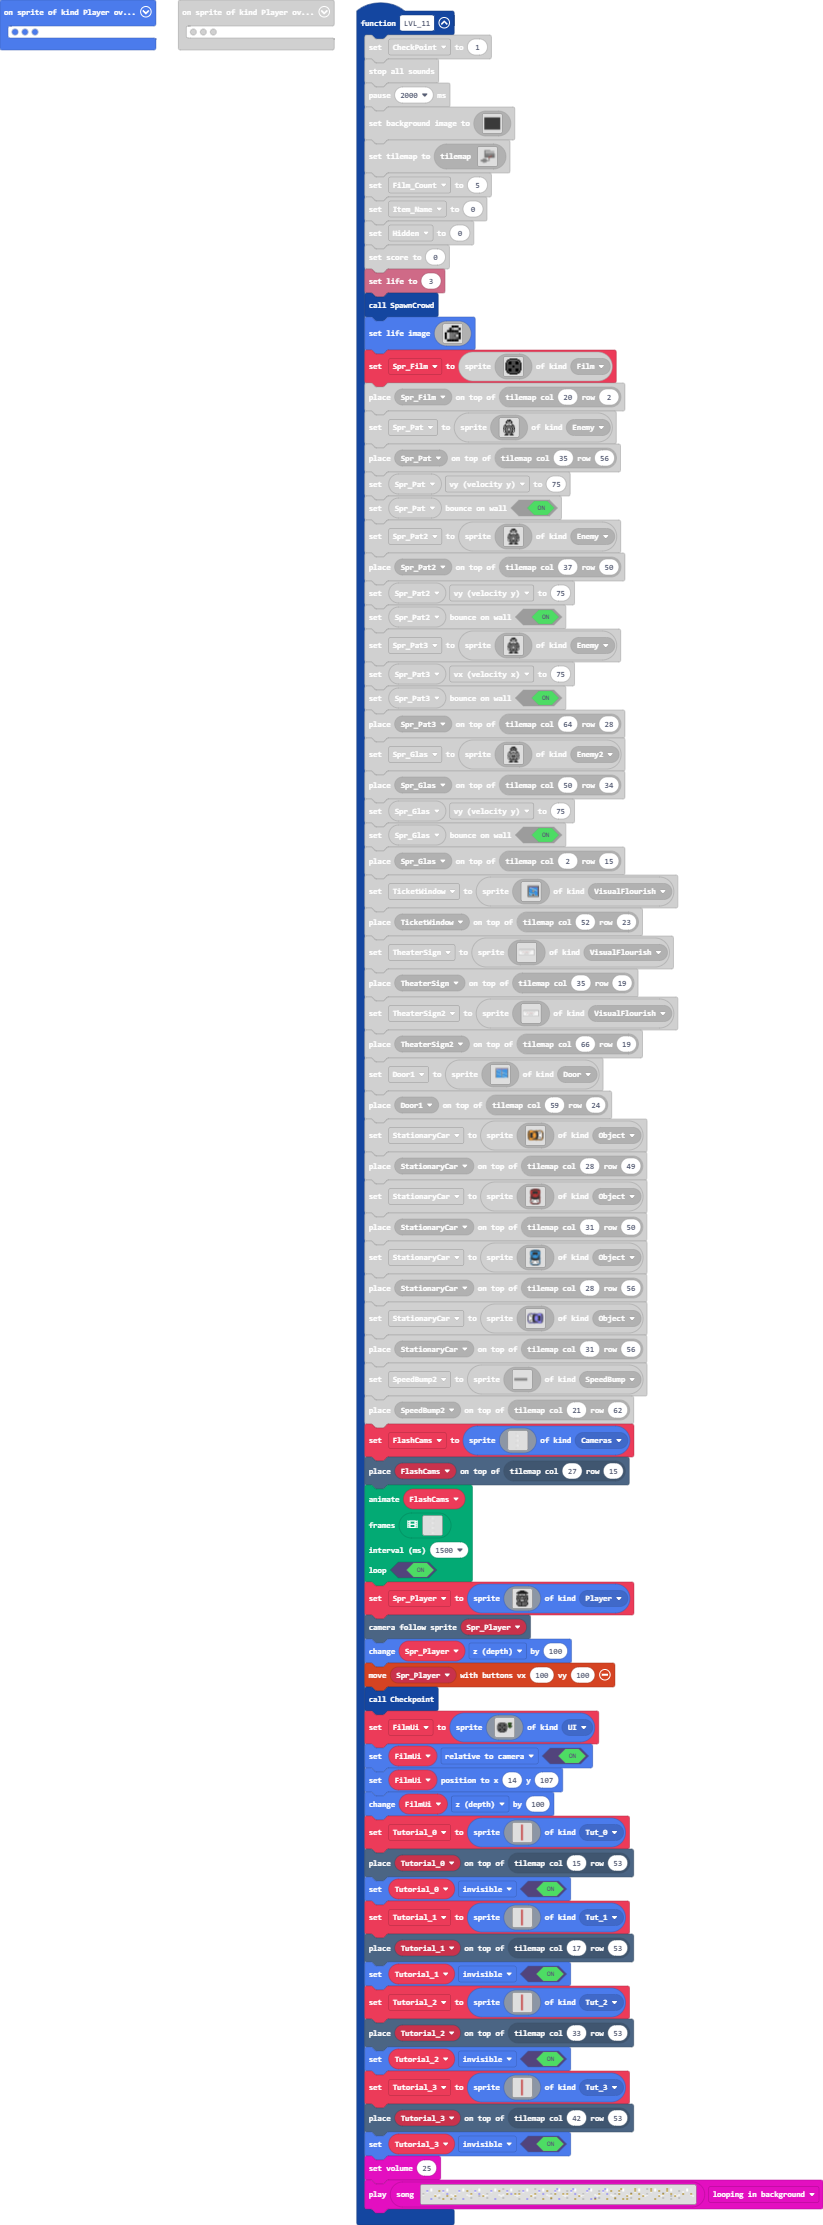 on sprite of kind Player ov...
on sprite of kind Player ov...
function LVL_11
set CheckPoint to 1
stop all sounds
pause 2000 ms
set background image to
set tilemap to tilemap
set Film_Count to 5
set Item_Name to 0
set Hidden to 0
set score to 0
set life to 3
call SpawnCrowd
set life image
set Spr_Film to sprite of kind Film
place Spr_Film on top of tilemap col 20 row 2
set Spr_Pat to sprite of kind Enemy
place Spr_Pat on top of tilemap col 35 row 56
set Spr_Pat vy (velocity y) to 75
set Spr_Pat bounce on wall ON
set Spr_Pat2 to sprite of kind Enemy
place Spr_Pat2 on top of tilemap col 37 row 50
set Spr_Pat2 vy (velocity y) to 75
set Spr_Pat2 bounce on wall ON
set Spr_Pat3 to sprite of kind Enemy
set Spr_Pat3 vx (velocity x) to 75
set Spr_Pat3 bounce on wall ON
place Spr_Pat3 on top of tilemap col 64 row 28
set Spr_Glas to sprite of kind Enemy2
place Spr_Glas on top of tilemap col 50 row 34
set Spr_Glas vy (velocity y) to 75
set Spr_Glas bounce on wall ON
place Spr_Glas on top of tilemap col 2 row 15
set TicketWindow to sprite of kind VisualFlourish
place TicketWindow on top of tilemap col 52 row 23
set TheaterSign to sprite of kind VisualFlourish
place TheaterSign on top of tilemap col 35 row 19
set TheaterSign2 to sprite of kind VisualFlourish
place TheaterSign2 on top of tilemap col 66 row 19
set Door1 to sprite of kind Door
place Door1 on top of tilemap col 59 row 24
set StationaryCar to sprite of kind Object
place StationaryCar on top of tilemap col 28 row 49
set StationaryCar to sprite of kind Object
place StationaryCar on top of tilemap col 31 row 50
set StationaryCar to sprite of kind Object
place StationaryCar on top of tilemap col 28 row 56
set StationaryCar to sprite of kind Object
place StationaryCar on top of tilemap col 31 row 56
set SpeedBump2 to sprite of kind SpeedBump
place SpeedBump2 on top of tilemap col 21 row 62
set FlashCams to sprite of kind Cameras
place FlashCams on top of tilemap col 27 row 15
animate FlashCams
frames
interval (ms) 1500
loop ON
set Spr_Player to sprite of kind Player
camera follow sprite Spr_Player
change Spr_Player z (depth) by 100
move Spr_Player with buttons vx 100 vy 100
call Checkpoint
set FilmUi to sprite of kind UI
set FilmUi relative to camera ON
set FilmUi position to x 14 y 107
change FilmUi z (depth) by 100
set Tutorial_0 to sprite of kind Tut_0
place Tutorial_0 on top of tilemap col 15 row 53
set Tutorial_0 invisible ON
set Tutorial_1 to sprite of kind Tut_1
place Tutorial_1 on top of tilemap col 17 row 53
set Tutorial_1 invisible ON
set Tutorial_2 to sprite of kind Tut_2
place Tutorial_2 on top of tilemap col 33 row 53
set Tutorial_2 invisible ON
set Tutorial_3 to sprite of kind Tut_3
place Tutorial_3 on top of tilemap col 42 row 53
set Tutorial_3 invisible ON
set volume 25
play song looping in background